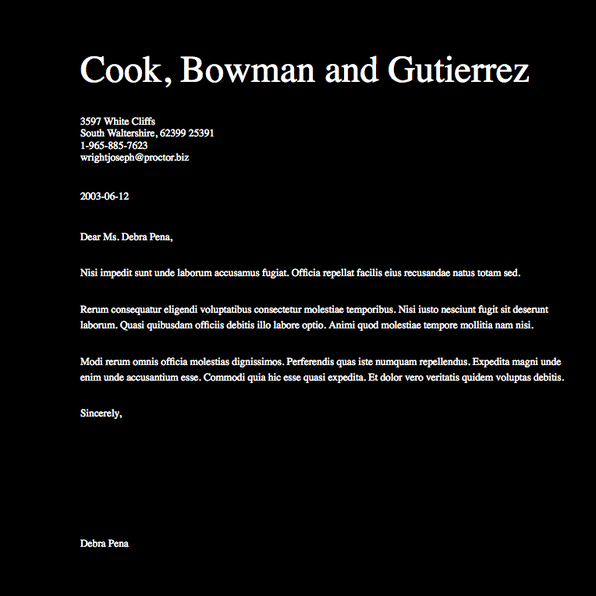 Cook, Bowman and Gutierrez
3597 White Cliffs
South Waltershire, 62399 25391
1-965-885-7623
wrightjoseph@proctor.biz
2003-06-12
Dear Ms. Debra Pena,
Nisi impedit sunt unde laborum accusamus fugiat. Officia repellat facilis eius recusandae natus totam sed.
Rerum consequatur eligendi voluptatibus consectetur molestiae temporibus. Nisi iusto nesciunt fugit sit deserunt
laborum. Quasi quibusdam officiis debitis illo labore optio. Animi quod molestiae tempore mollitia nam nisi.
Modi rerum omnis officia molestias dignissimos. Perferendis quas iste numquam repellendus. Expedita magni unde
enim unde accusantium esse. Commodi quia hic esse quasi expedita. Et dolor vero veritatis quidem voluptas debitis.
Sincerely,
Debra Pena